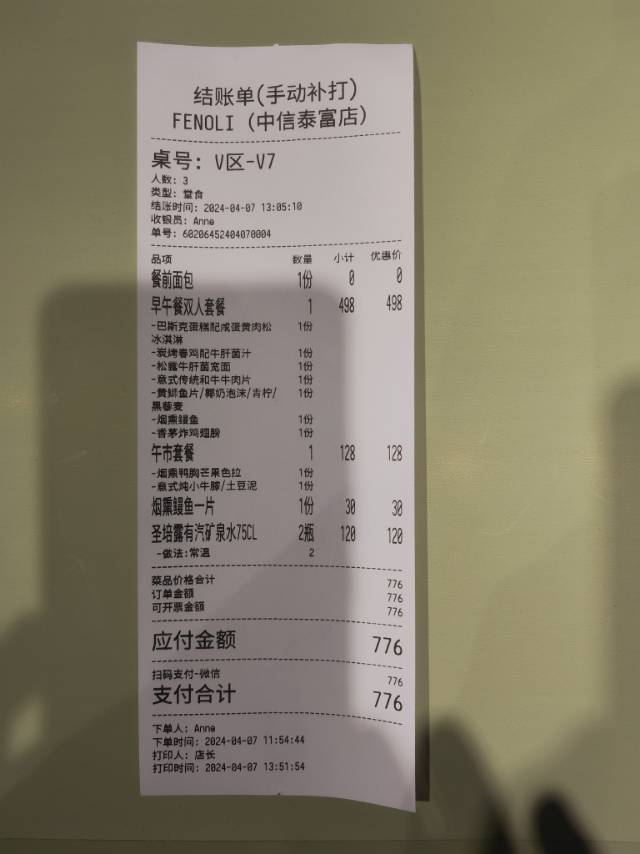 结账单(手动补打)
FENOLI (中信泰富店)
桌号: V区-V7
人数: 3
类型: 堂食
结账时间: 2024-04-07 13:05:10
收银员: Anne
单号: 60206452404070004
品项 数量 小计 优惠价
餐前面包 1份 0 0
早午餐双人套餐 1 498 498
-巴斯克蛋糕配咸蛋黄肉松 1份
冰淇淋
-炭烤春鸡配牛肝菌汁 1份
-松露牛肝菌宽面 1份
-意式传统和牛牛肉片 1份
-黄鰤鱼片/椰奶泡沫/青柠/ 1份
黑藜麦
-烟熏鳗鱼 1份
-香茅炸鸡翅膀 1份
午市套餐 1 128 128
-烟熏鸭胸芒果色拉 1份
-意式炖小牛膝/土豆泥 1份
烟熏鳗鱼一片 1份 30 30
圣培露有汽矿泉水75CL 2瓶 120 120
-做法:常温 2
菜品价格合计 776
订单金额 776
可开票金额 776
应付金额 776
扫码支付-微信 776
支付合计 776
下单人: Anne
下单时间: 2024-04-07 11:54:44
打印人: 店长
打印时间: 2024-04-07 13:51:54